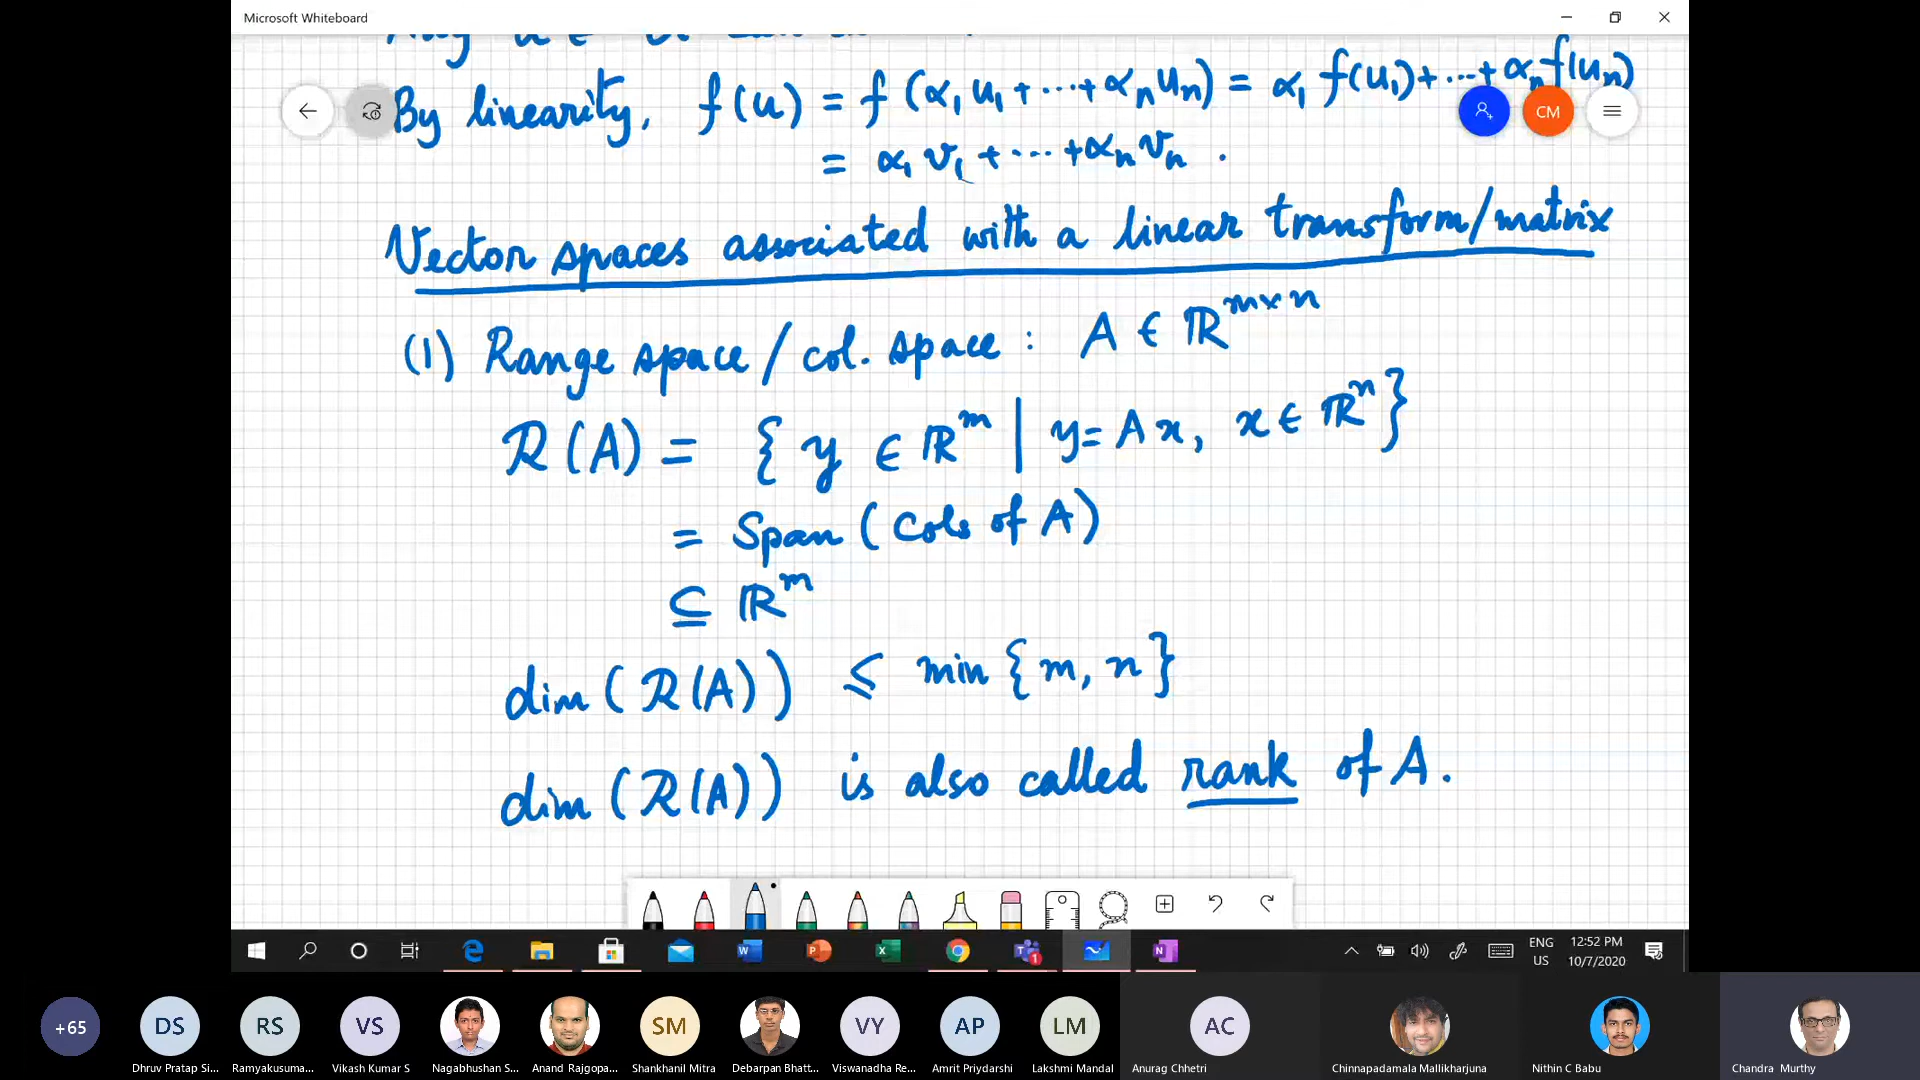 Microsoft Whiteboard
By linearity, f(u) = f(α₁u₁+⋯+αₙuₙ) = α₁f(u₁)+⋯+αₙf(uₙ)
= α₁v₁+⋯+αₙvₙ .
CM
Vector spaces associated with a linear transform/matrix
(1) Range space / col. space : A ∈ ℝᵐˣⁿ
R(A) = { y ∈ ℝᵐ | y = Ax, x ∈ ℝⁿ }
= Span ( Cols of A )
⊆ ℝᵐ
dim ( R(A) ) ≤ min { m, n }
dim ( R(A) ) is also called rank of A .
ENG
US
12:52 PM
10/7/2020
+65
DS
RS
VS
SM
VY
AP
LM
AC
Dhruv Pratap Si...
Ramyakusuma...
Vikash Kumar S
Nagabhushan S...
Anand Rajgopa...
Shankhanil Mitra
Debarpan Bhatt...
Viswanadha Re...
Amrit Priydarshi
Lakshmi Mandal
Anurag Chhetri
Chinnapadamala Mallikharjuna
Nithin C Babu
Chandra Murthy